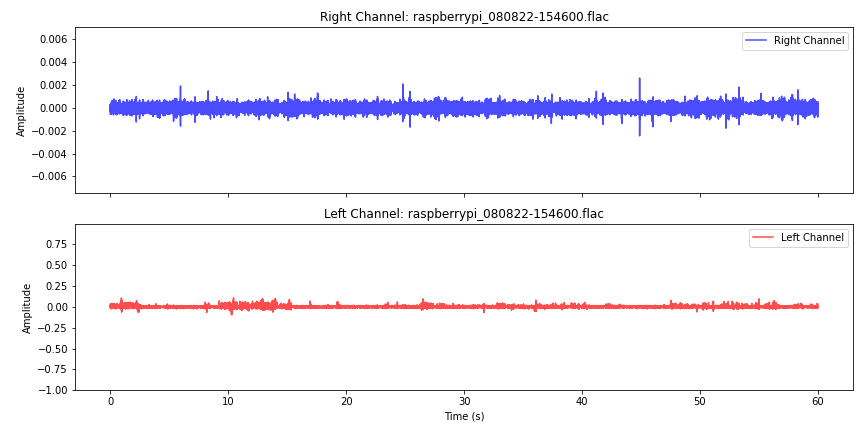 Right Channel: raspberrypi_080822-154600.flac
0.006
0.004
0.002
0.000
−0.002
−0.004
−0.006
Amplitude
Right Channel
Left Channel: raspberrypi_080822-154600.flac
0.75
0.50
0.25
0.00
−0.25
−0.50
−0.75
−1.00
Amplitude
Left Channel
0 10 20 30 40 50 60
Time (s)